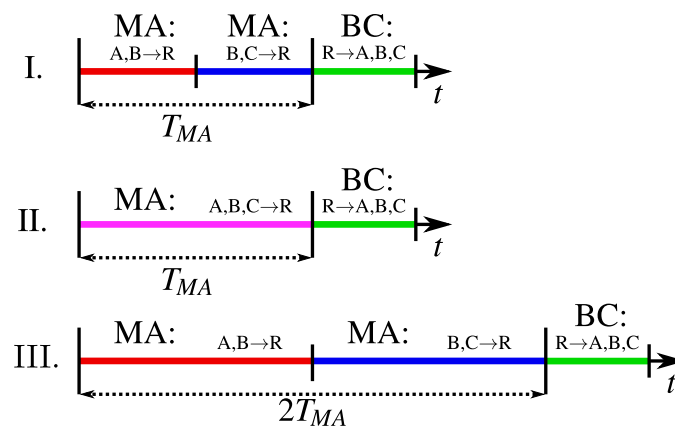 MA: MA: BC:
I. A,B→R B,C→R R→A,B,C
t
T_MA
BC:
MA: A,B,C→R R→A,B,C
II.
t
T_MA
BC:
MA: A,B→R MA: B,C→R R→A,B,C
III.
t
2T_MA